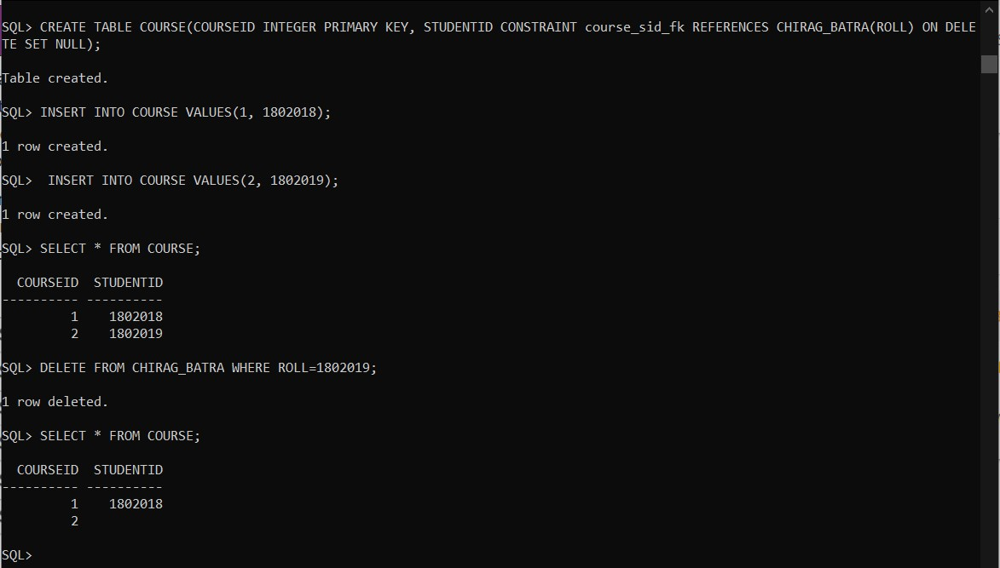 SQL> CREATE TABLE COURSE(COURSEID INTEGER PRIMARY KEY, STUDENTID CONSTRAINT course_sid_fk REFERENCES CHIRAG_BATRA(ROLL) ON DELE
TE SET NULL);
Table created.
SQL> INSERT INTO COURSE VALUES(1, 1802018);
1 row created.
SQL>  INSERT INTO COURSE VALUES(2, 1802019);
1 row created.
SQL> SELECT * FROM COURSE;
  COURSEID  STUDENTID
---------- ----------
         1    1802018
         2    1802019
SQL> DELETE FROM CHIRAG_BATRA WHERE ROLL=1802019;
1 row deleted.
SQL> SELECT * FROM COURSE;
  COURSEID  STUDENTID
---------- ----------
         1    1802018
         2
SQL>